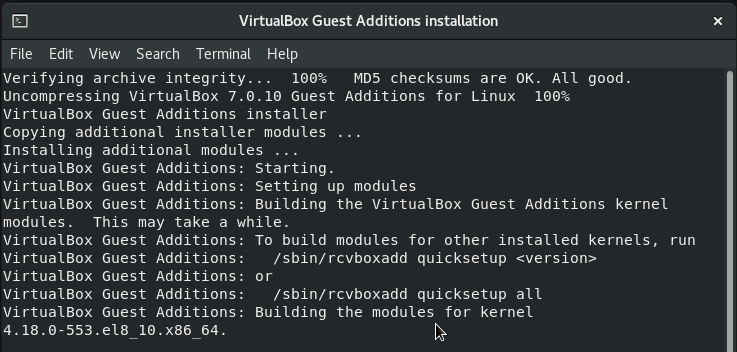 VirtualBox Guest Additions installation
File Edit View Search Terminal Help
Verifying archive integrity...  100%   MD5 checksums are OK. All good.
Uncompressing VirtualBox 7.0.10 Guest Additions for Linux  100%
VirtualBox Guest Additions installer
Copying additional installer modules ...
Installing additional modules ...
VirtualBox Guest Additions: Starting.
VirtualBox Guest Additions: Setting up modules
VirtualBox Guest Additions: Building the VirtualBox Guest Additions kernel
modules.  This may take a while.
VirtualBox Guest Additions: To build modules for other installed kernels, run
VirtualBox Guest Additions:   /sbin/rcvboxadd quicksetup <version>
VirtualBox Guest Additions: or
VirtualBox Guest Additions:   /sbin/rcvboxadd quicksetup all
VirtualBox Guest Additions: Building the modules for kernel
4.18.0-553.el8_10.x86_64.